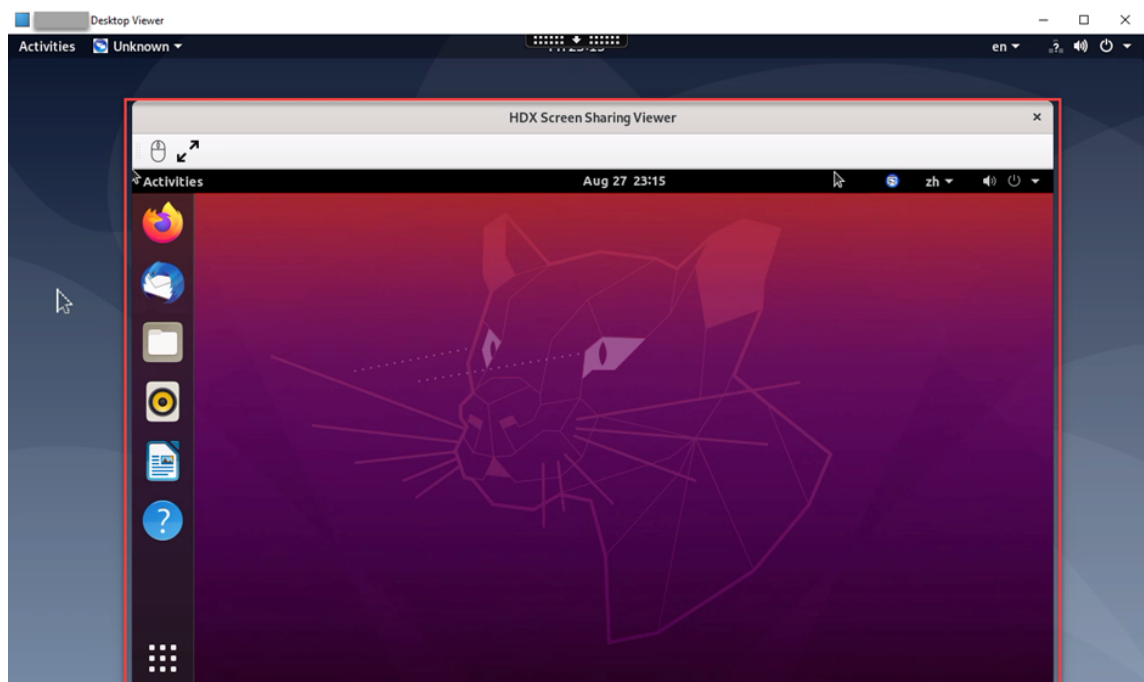 Desktop Viewer
Activities Unknown en
HDX Screen Sharing Viewer
Activities Aug 27 23:15 zh
?